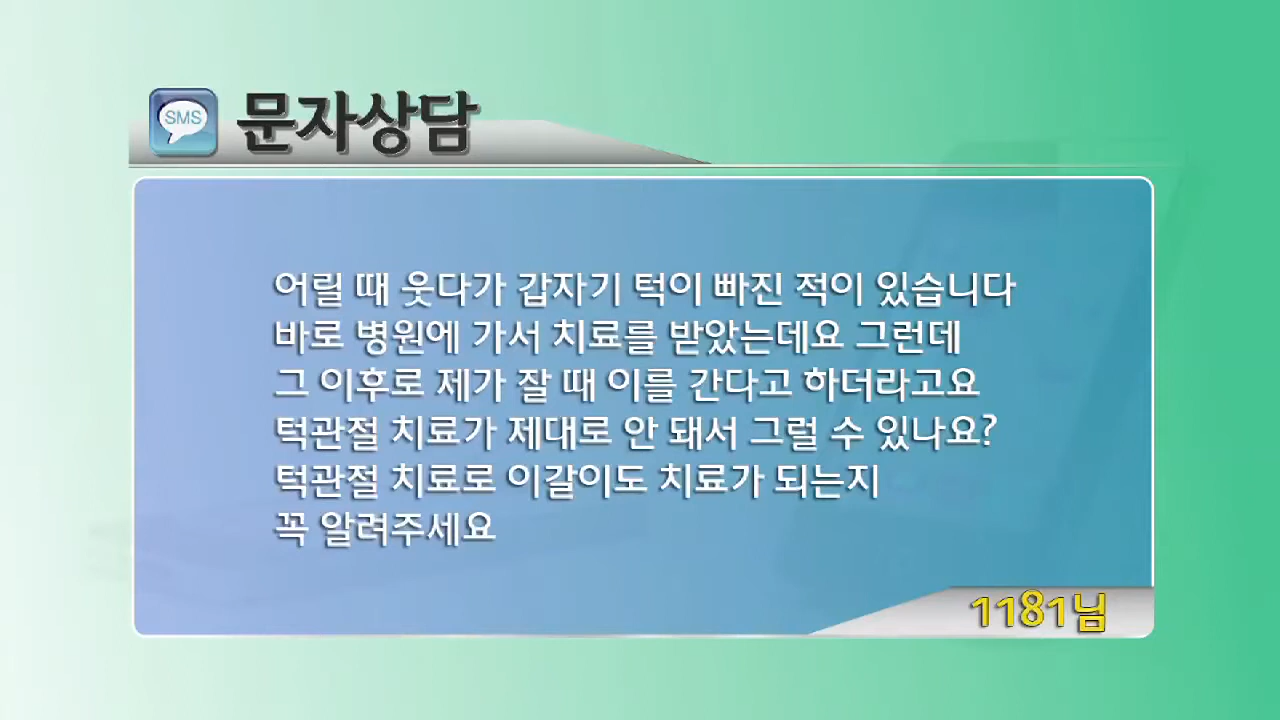 SMS
문자상담
어릴 때 웃다가 갑자기 턱이 빠진 적이 있습니다
바로 병원에 가서 치료를 받았는데요 그런데
그 이후로 제가 잘 때 이를 간다고 하더라고요
턱관절 치료가 제대로 안 돼서 그럴 수 있나요?
턱관절 치료로 이갈이도 치료가 되는지
꼭 알려주세요
1181님